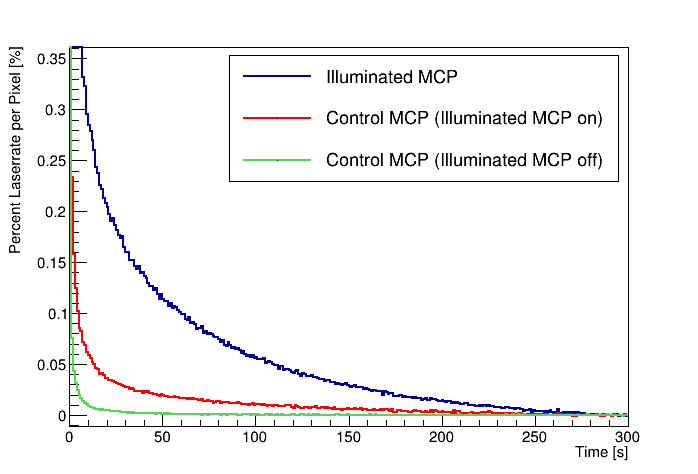 Percent Laserrate per Pixel [%]
0.35
0.3
0.25
0.2
0.15
0.1
0.05
0
Illuminated MCP
Control MCP (Illuminated MCP on)
Control MCP (Illuminated MCP off)
0 50 100 150 200 250 300
Time [s]